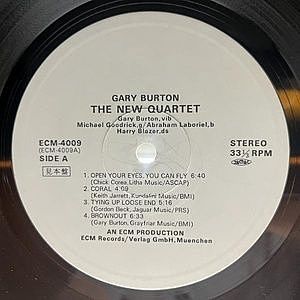 GARY BURTON
THE NEW QUARTET
Gary Burton,vib
Michael Goodrick,g/Abraham Laboriel,b
Harry Blazer,ds
ECM-4009
(ECM-4009A)
SIDE A
見本盤
STEREO
33⅓ RPM
1. OPEN YOUR EYES, YOU CAN FLY 6:40
(Chick Corea Litha Music/ASCAP)
2. CORAL 4:09
(Keith Jarrett, Kundalini Music/BMI)
3. TYING UP LOOSE END 5:16
(Gordon Beck, Jaguar Music/PRS)
4. BROWNOUT 6:33
(Gary Burton, Grayfriar Music/BMI)
AN ECM PRODUCTION
ECM Records/Verlag GmbH, Muenchen